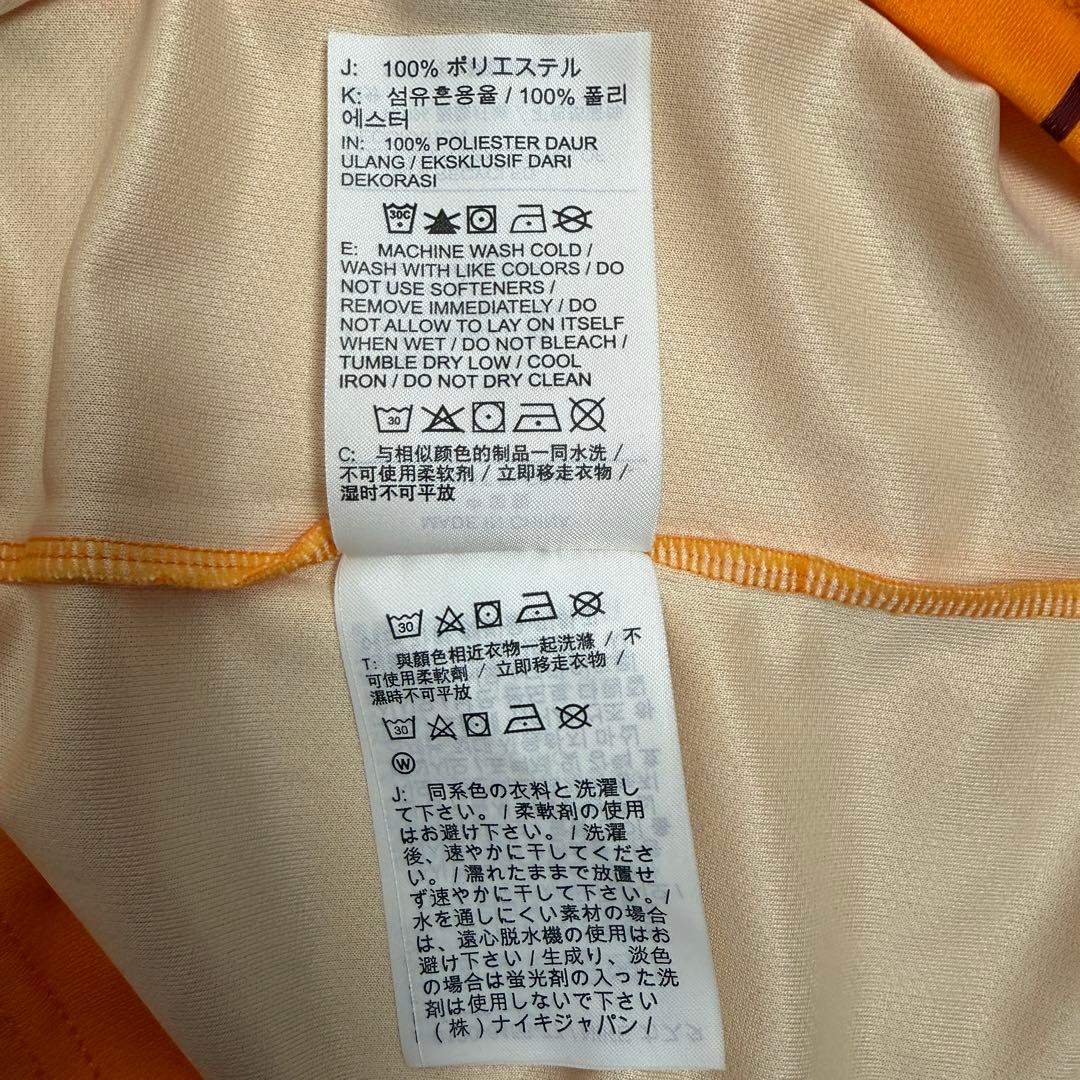 J: 100% ポリエステル
K: 섬유혼용율 / 100% 폴리
에스터
IN: 100% POLIESTER DAUR
ULANG / EKSKLUSIF DARI
DEKORASI
30C
E: MACHINE WASH COLD /
WASH WITH LIKE COLORS / DO
NOT USE SOFTENERS /
REMOVE IMMEDIATELY / DO
NOT ALLOW TO LAY ON ITSELF
WHEN WET / DO NOT BLEACH /
TUMBLE DRY LOW / COOL
IRON / DO NOT DRY CLEAN
30
C: 与相似颜色的制品一同水洗 /
不可使用柔软剂 / 立即移走衣物 /
湿时不可平放
MADE IN CHINA
30
T: 與顏色相近衣物一起洗滌 / 不
可使用柔軟劑 / 立即移走衣物 /
濕時不可平放
30
W
J: 同系色の衣料と洗濯し
て下さい。/ 柔軟剤の使用
はお避け下さい。/ 洗濯
後、速やかに干してくださ
い。/ 濡れたままで放置せ
ず速やかに干して下さい。/
水を通しにくい素材の場合
は、遠心脱水機の使用はお
避け下さい / 生成り、淡色
の場合は蛍光剤の入った洗
剤は使用しないで下さい
(株) ナイキジャパン /